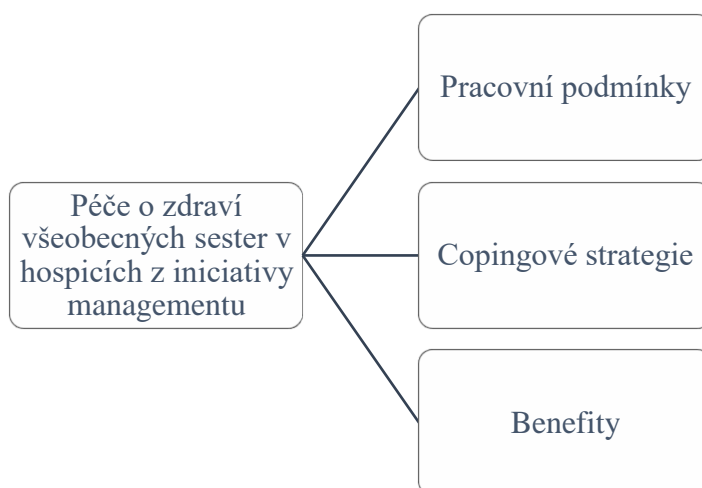 Pracovní podmínky
Péče o zdraví
všeobecných sester v
hospicích z iniciativy
managementu
Copingové strategie
Benefity